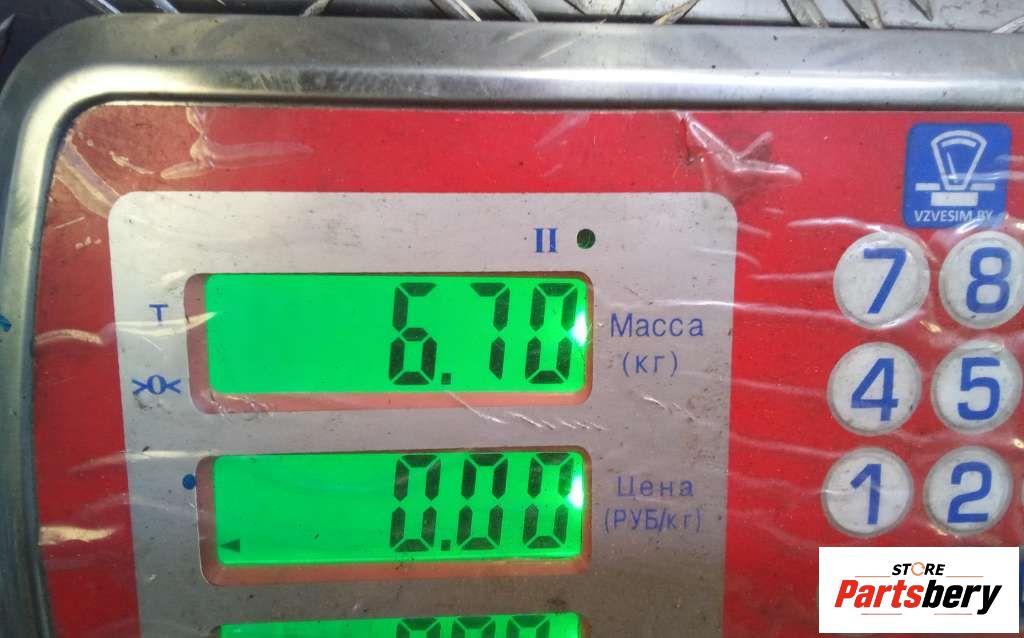 VZVESIM.BY
II
7 8
T
6.70
Масса
(кг)
>0<
4 5
0.00
Цена
(РУБ/кг)
1 2
STORE
Partsbery